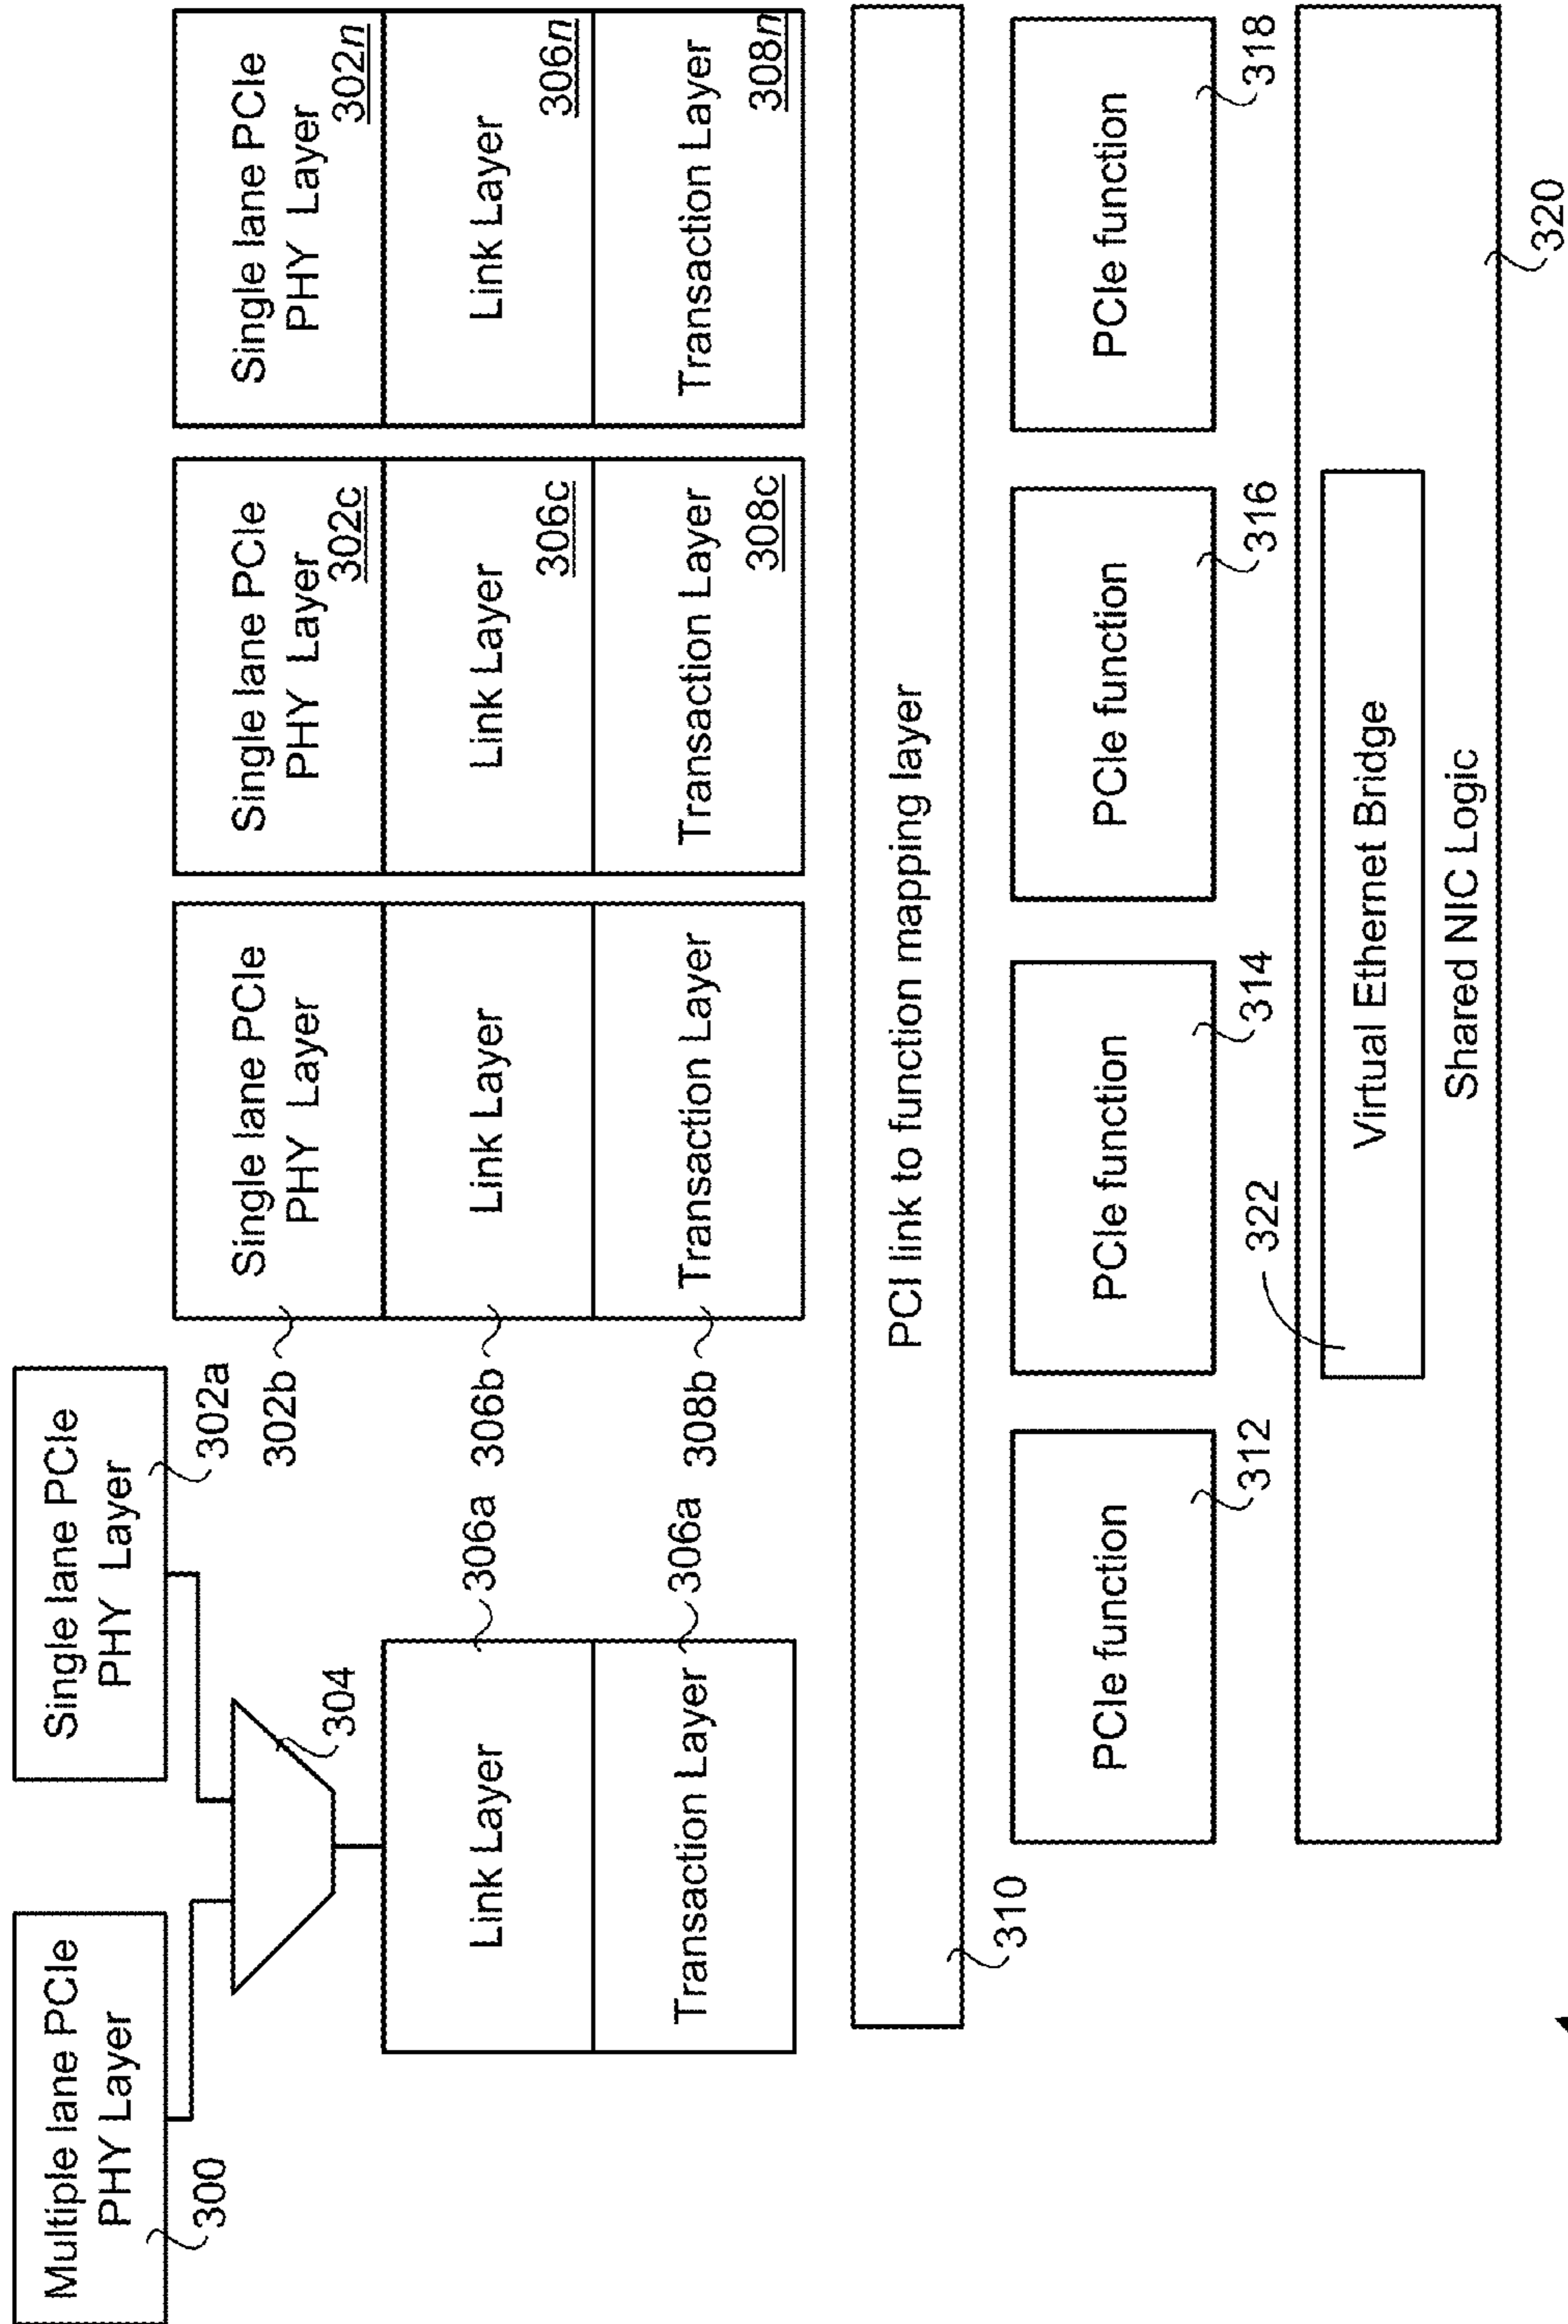 Multiple lane PCIe
PHY Layer
300
Single lane PCIe
PHY Layer
302a
304
Link Layer
306a
Transaction Layer
306a
Single lane PCIe
PHY Layer
302b
Link Layer
306b
Transaction Layer
308b
Single lane PCIe
PHY Layer
302c
Link Layer
306c
Transaction Layer
308c
Single lane PCIe
PHY Layer
302n
Link Layer
306n
Transaction Layer
308n
PCI link to function mapping layer
310
PCIe function
312
PCIe function
314
PCIe function
316
PCIe function
318
322
Virtual Ethernet Bridge
Shared NIC Logic
320